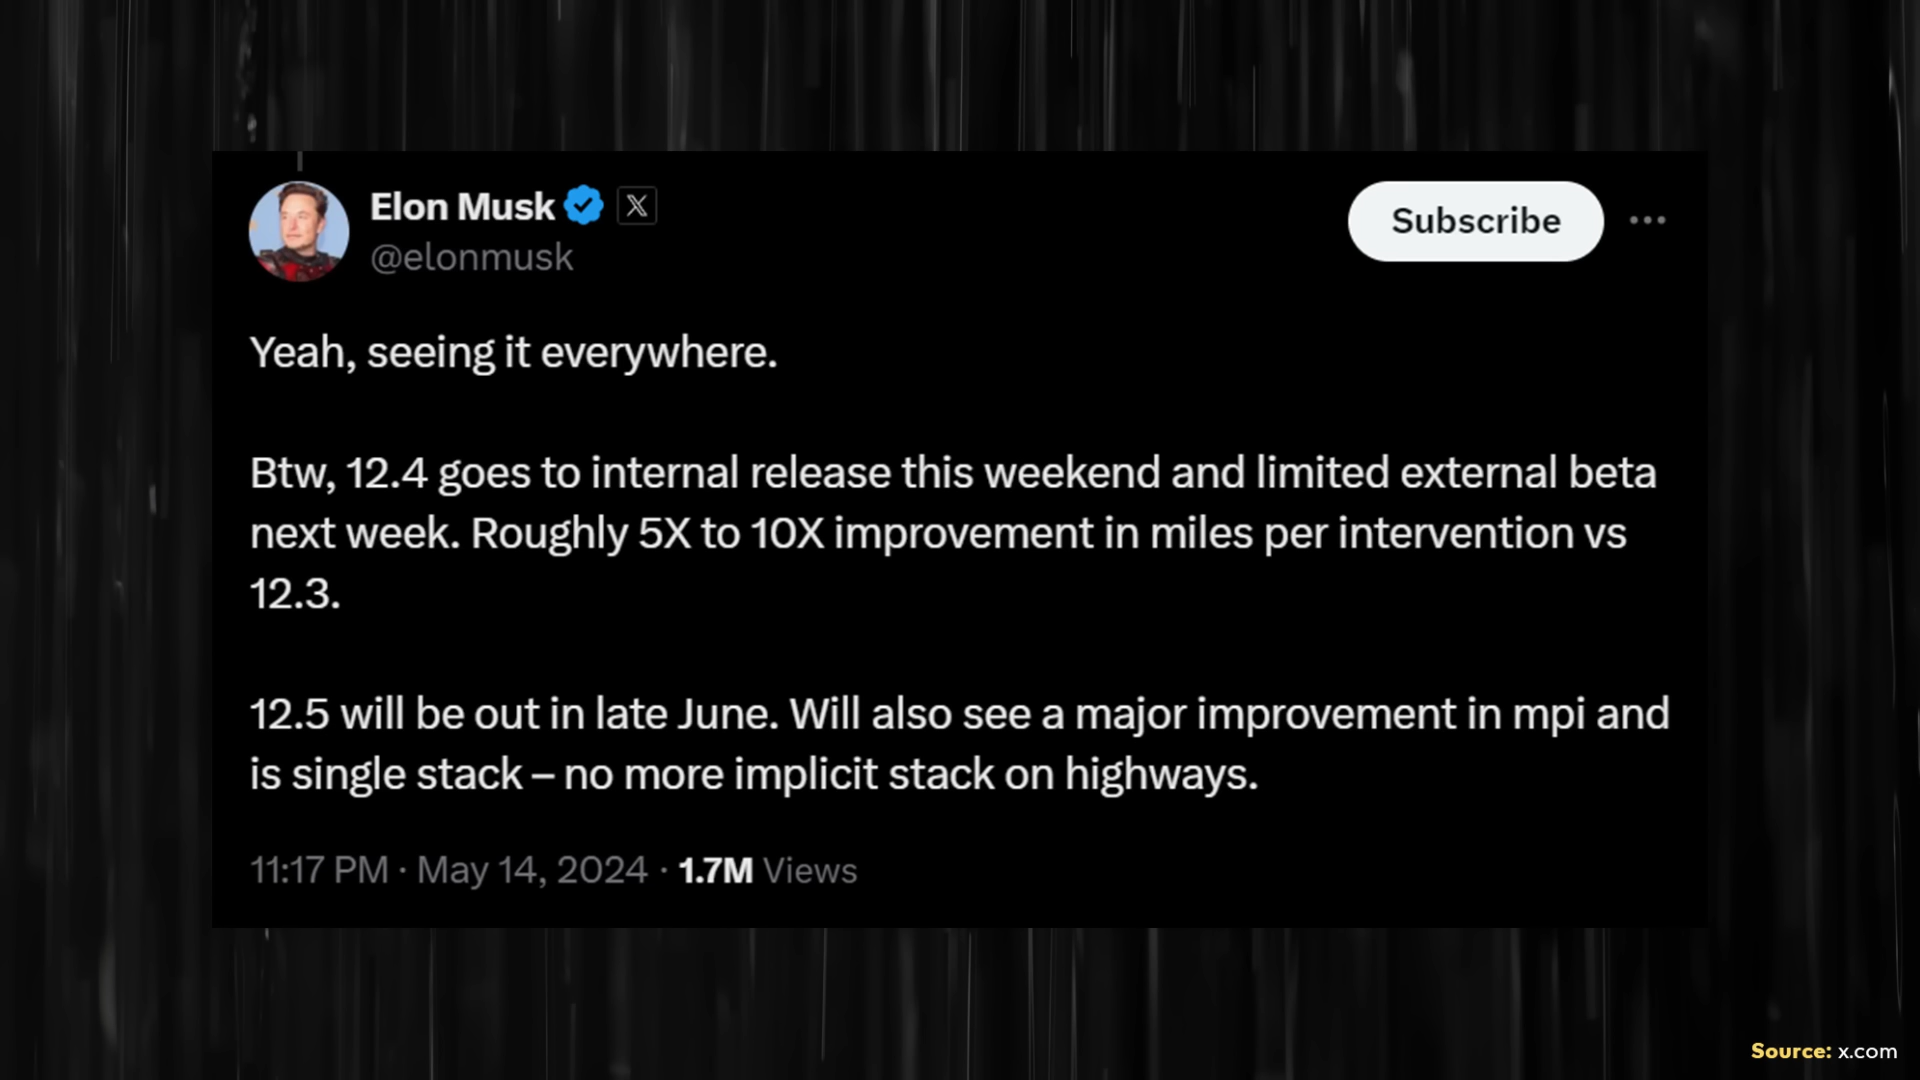 Elon Musk
X
@elonmusk
Subscribe
Yeah, seeing it everywhere.
Btw, 12.4 goes to internal release this weekend and limited external beta
next week. Roughly 5X to 10X improvement in miles per intervention vs
12.3.
12.5 will be out in late June. Will also see a major improvement in mpi and
is single stack – no more implicit stack on highways.
11:17 PM · May 14, 2024 · 1.7M Views
Source: x.com